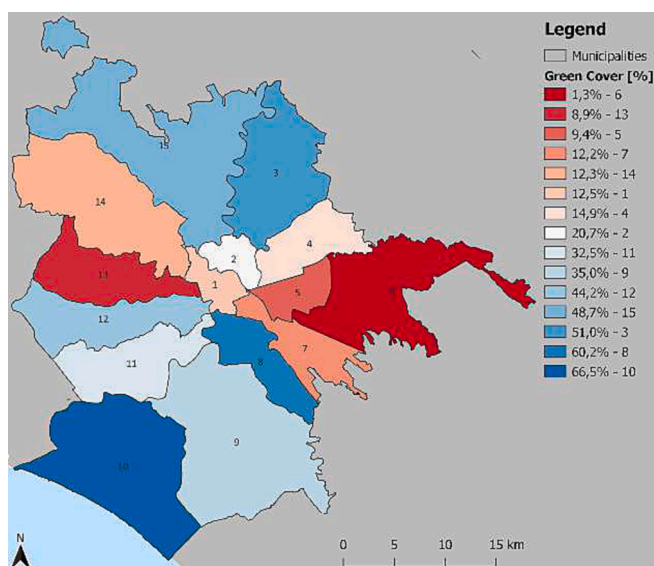 Legend
Municipalities
Green Cover [%]
1,3% - 6
8,9% - 13
9,4% - 5
12,2% - 7
12,3% - 14
12,5% - 1
14,9% - 4
20,7% - 2
32,5% - 11
35,0% - 9
44,2% - 12
48,7% - 15
51,0% - 3
60,2% - 8
66,5% - 10
15
3
14
4
2
13
1
5
6
12
7
8
11
9
10
N
0 5 10 15 km